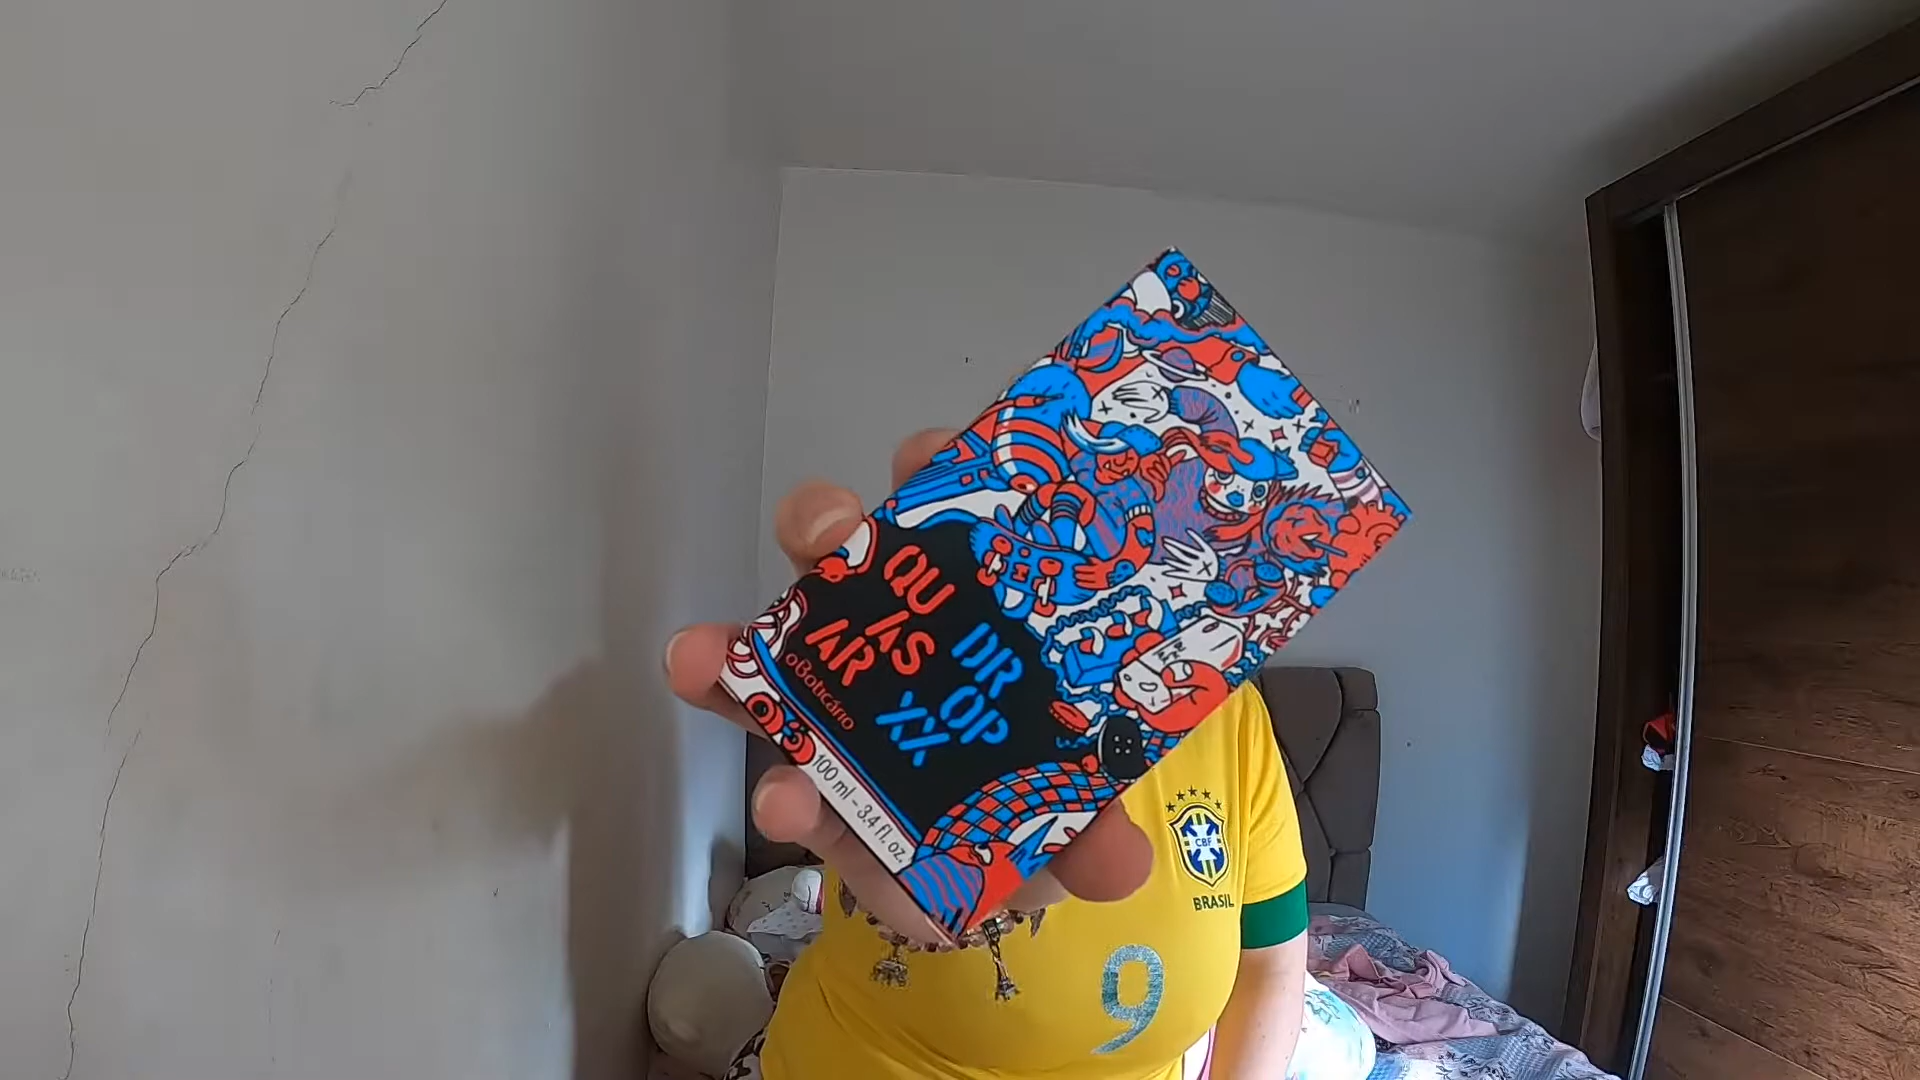 QU
AS
AR
DR
OP
XX
oBoticário
100 ml - 3.4 fl. oz.
CBF
BRASIL
9